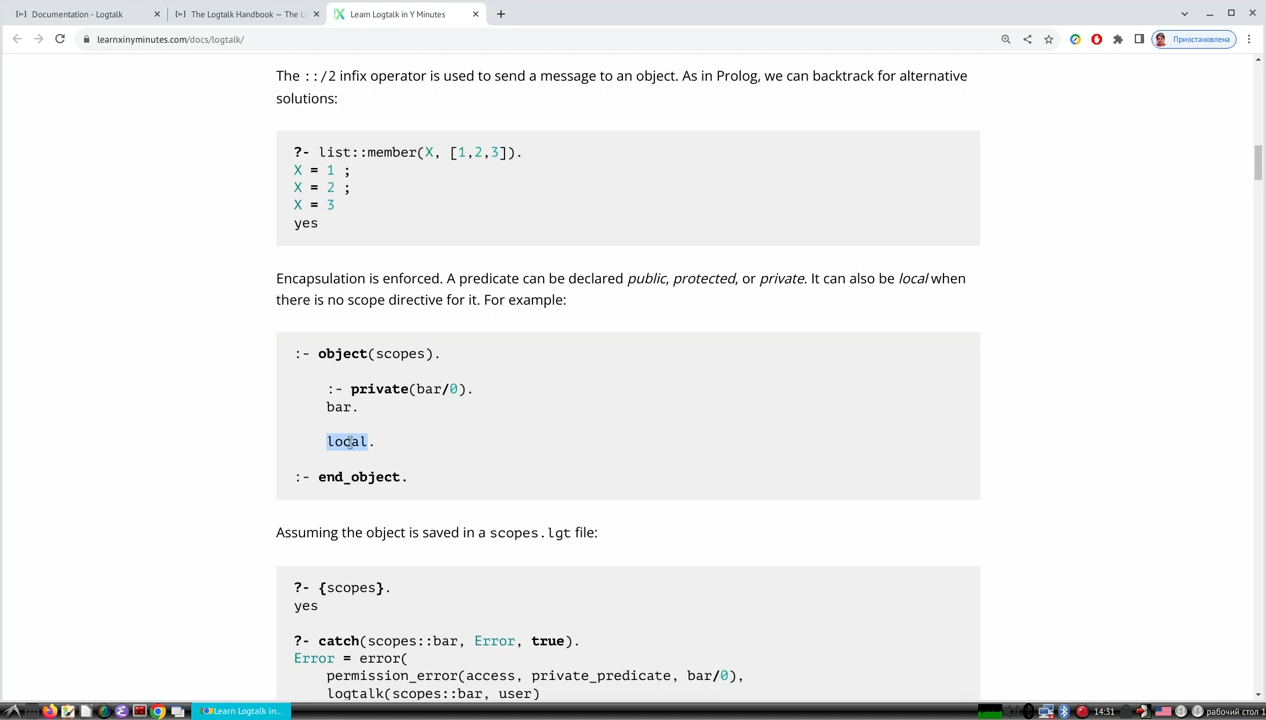 Documentation - Logtalk
The Logtalk Handbook — The L
Learn Logtalk in Y Minutes
learnxinyminutes.com/docs/logtalk/
Приостановлена
The ::/2 infix operator is used to send a message to an object. As in Prolog, we can backtrack for alternative
solutions:
?- list::member(X, [1,2,3]).
X = 1 ;
X = 2 ;
X = 3
yes
Encapsulation is enforced. A predicate can be declared public, protected, or private. It can also be local when
there is no scope directive for it. For example:
:- object(scopes).
:- private(bar/0).
bar.
local.
:- end_object.
Assuming the object is saved in a scopes.lgt file:
?- {scopes}.
yes
?- catch(scopes::bar, Error, true).
Error = error(
permission_error(access, private_predicate, bar/0),
logtalk(scopes::bar, user)
Learn Logtalk in...
14:31
рабочий стол 1